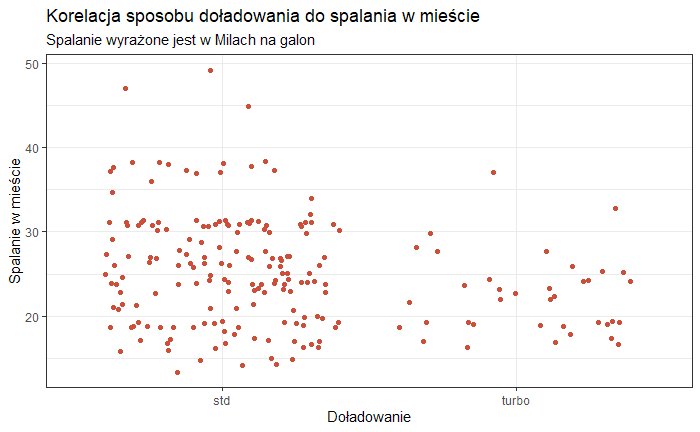 Korelacja sposobu doładowania do spalania w mieście
Spalanie wyrażone jest w Milach na galon
50
40
30
20
Spalanie w mieście
std
turbo
Doładowanie